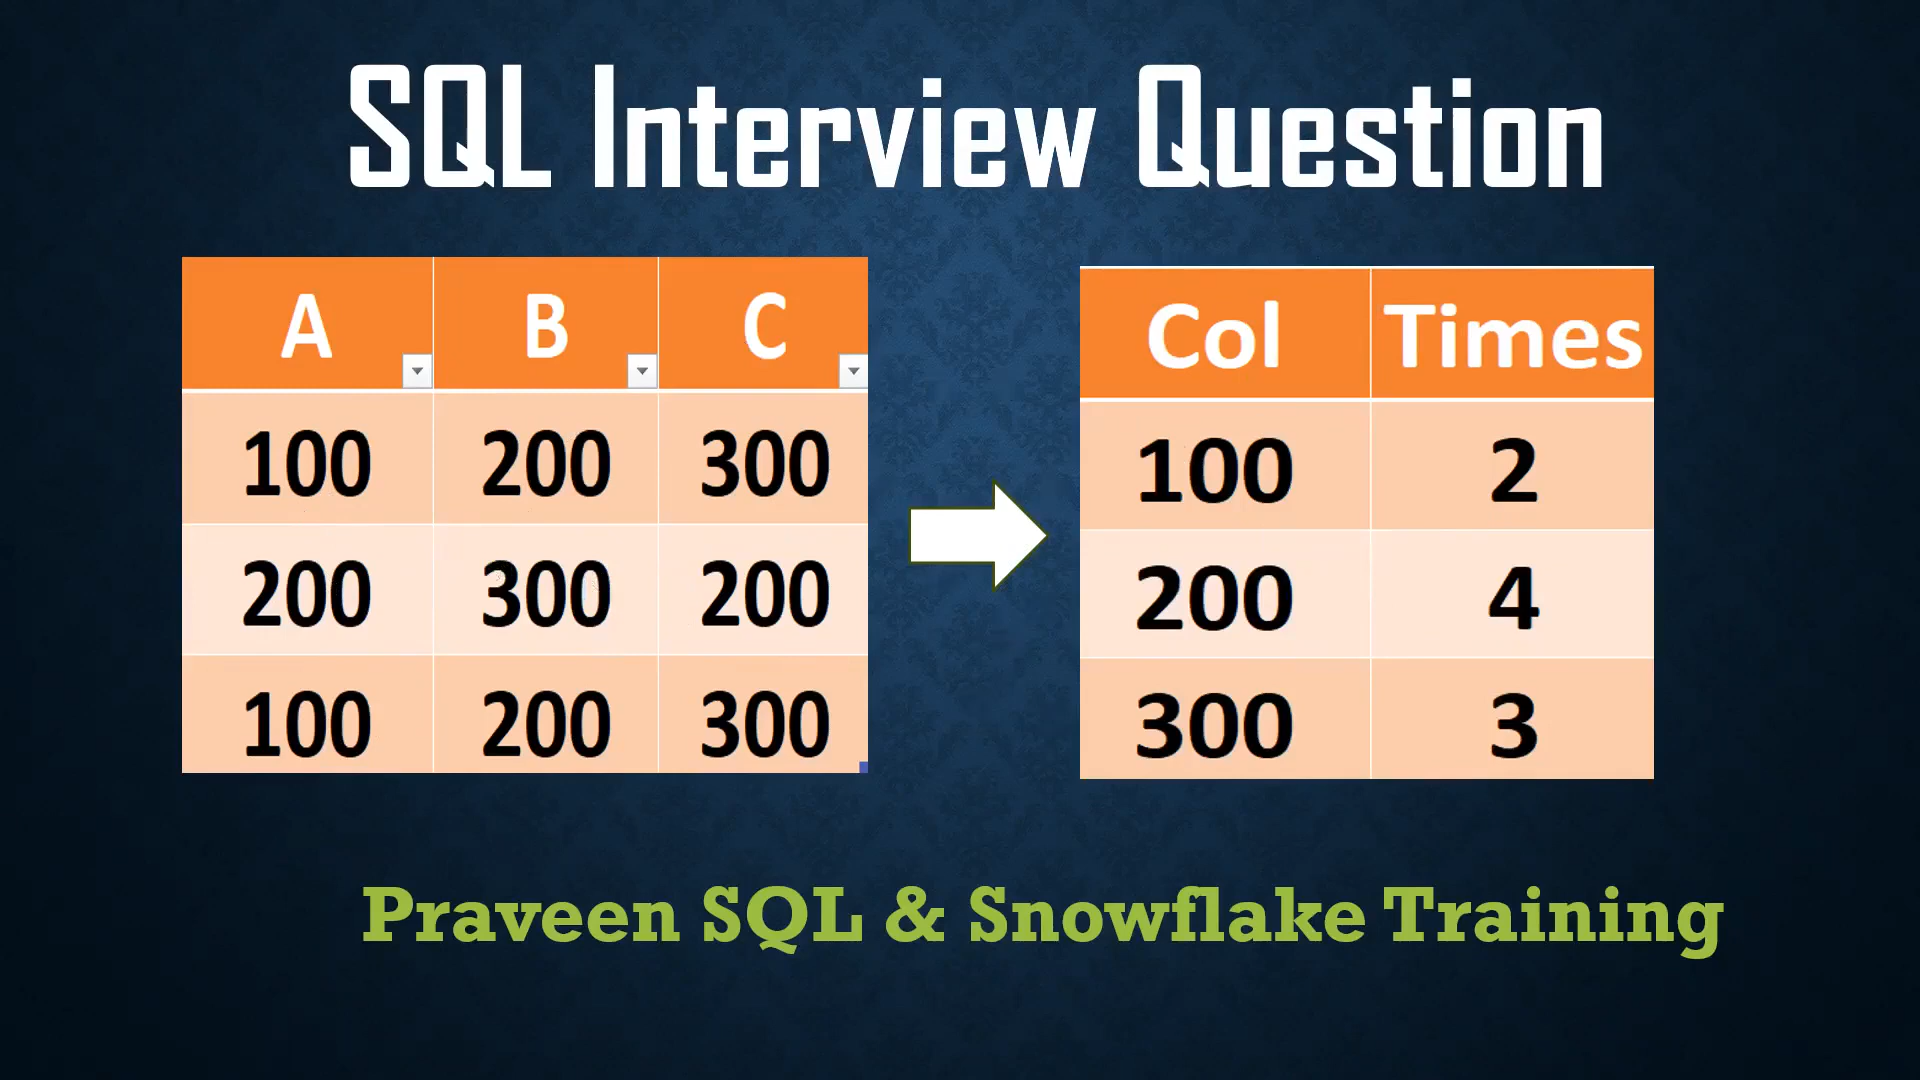 SQL Interview Question
A B C
100 200 300
200 300 200
100 200 300
Col Times
100 2
200 4
300 3
Praveen SQL & Snowflake Training